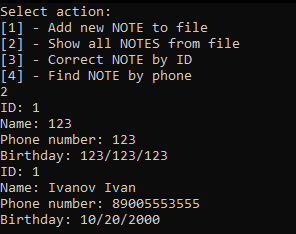 Select action:
[1] - Add new NOTE to file
[2] - Show all NOTES from file
[3] - Correct NOTE by ID
[4] - Find NOTE by phone
2
ID: 1
Name: 123
Phone number: 123
Birthday: 123/123/123
ID: 1
Name: Ivanov Ivan
Phone number: 89005553555
Birthday: 10/20/2000